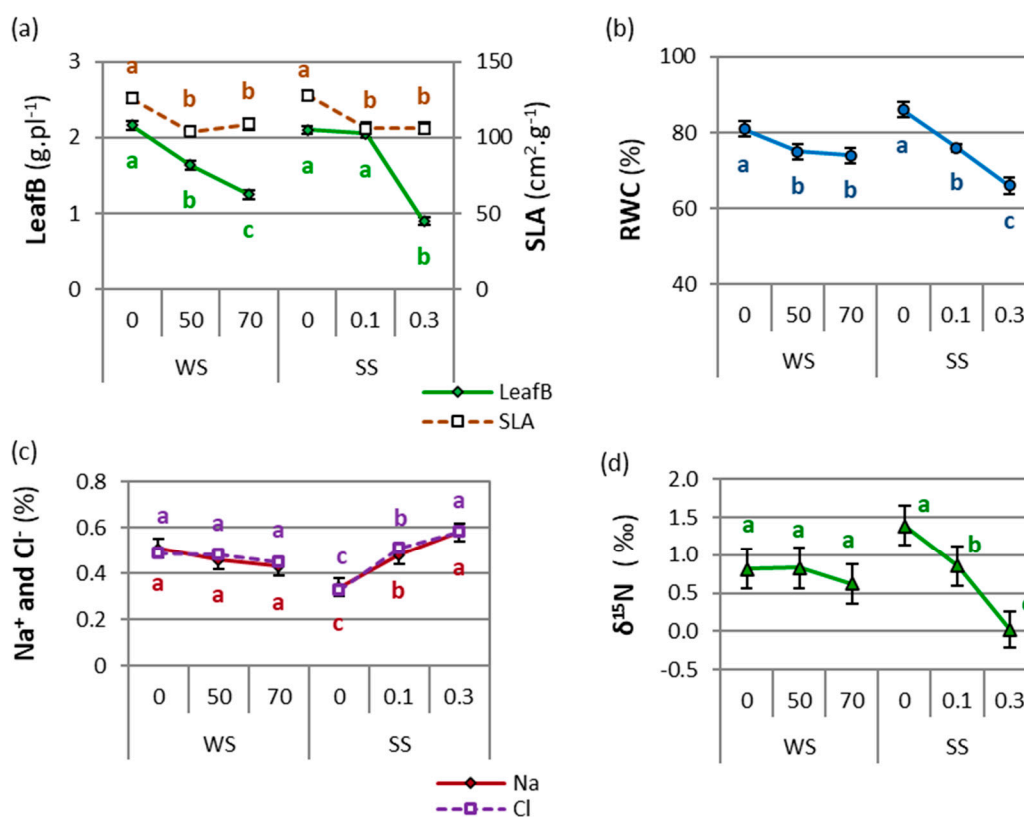 (a)
LeafB (g.pl⁻¹)
3
2
1
0
a
b
b
a
b
b
a
b
c
a
a
b
150
100
50
0
SLA (cm².g⁻¹)
0 50 70 0 0.1 0.3
WS SS
LeafB
SLA
(b)
RWC (%)
100
80
60
40
a
b
b
a
b
c
0 50 70 0 0.1 0.3
WS SS
(c)
Na⁺ and Cl⁻ (%)
0.8
0.6
0.4
0.2
0
a
a
a
c
b
a
a
a
a
c
b
a
0 50 70 0 0.1 0.3
WS SS
Na
Cl
(d)
δ¹⁵N (‰)
2.0
1.5
1.0
0.5
0.0
-0.5
a
a
a
a
b
0 50 70 0 0.1 0.3
WS SS